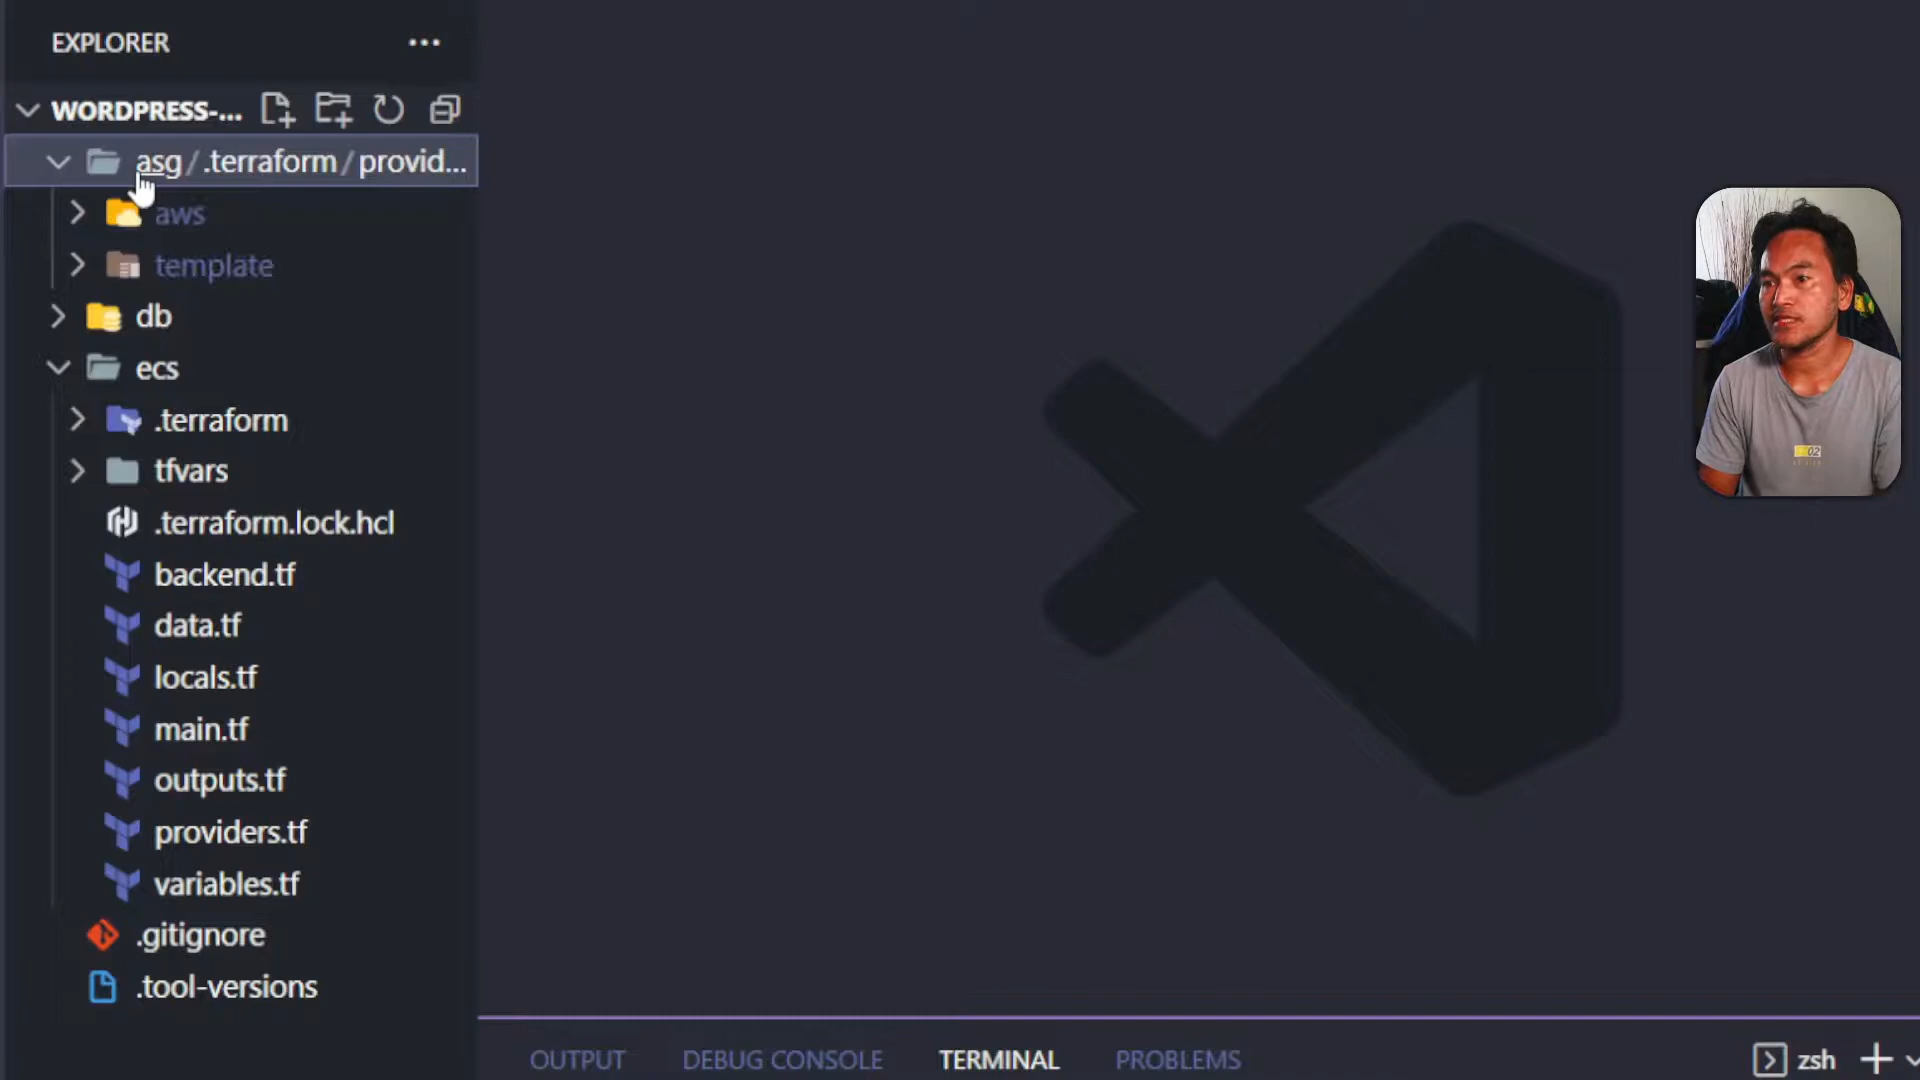 EXPLORER
WORDPRESS-...
asg / .terraform / provid...
aws
template
db
ecs
.terraform
tfvars
.terraform.lock.hcl
backend.tf
data.tf
locals.tf
main.tf
outputs.tf
providers.tf
variables.tf
.gitignore
.tool-versions
OUTPUT DEBUG CONSOLE TERMINAL PROBLEMS zsh